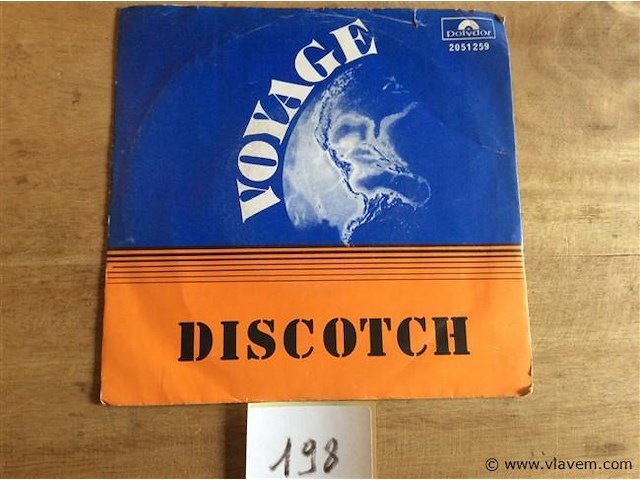 VOYAGE
polydor
2051259
DISCOTCH
198
© www.vlavem.com